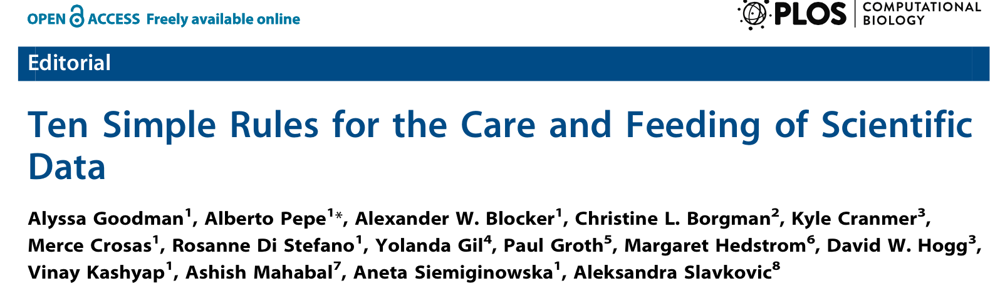 OPEN ACCESS Freely available online
PLOS COMPUTATIONAL
BIOLOGY
Editorial
Ten Simple Rules for the Care and Feeding of Scientific
Data
Alyssa Goodman¹, Alberto Pepe¹*, Alexander W. Blocker¹, Christine L. Borgman², Kyle Cranmer³,
Merce Crosas¹, Rosanne Di Stefano¹, Yolanda Gil⁴, Paul Groth⁵, Margaret Hedstrom⁶, David W. Hogg³,
Vinay Kashyap¹, Ashish Mahabal⁷, Aneta Siemiginowska¹, Aleksandra Slavkovic⁸